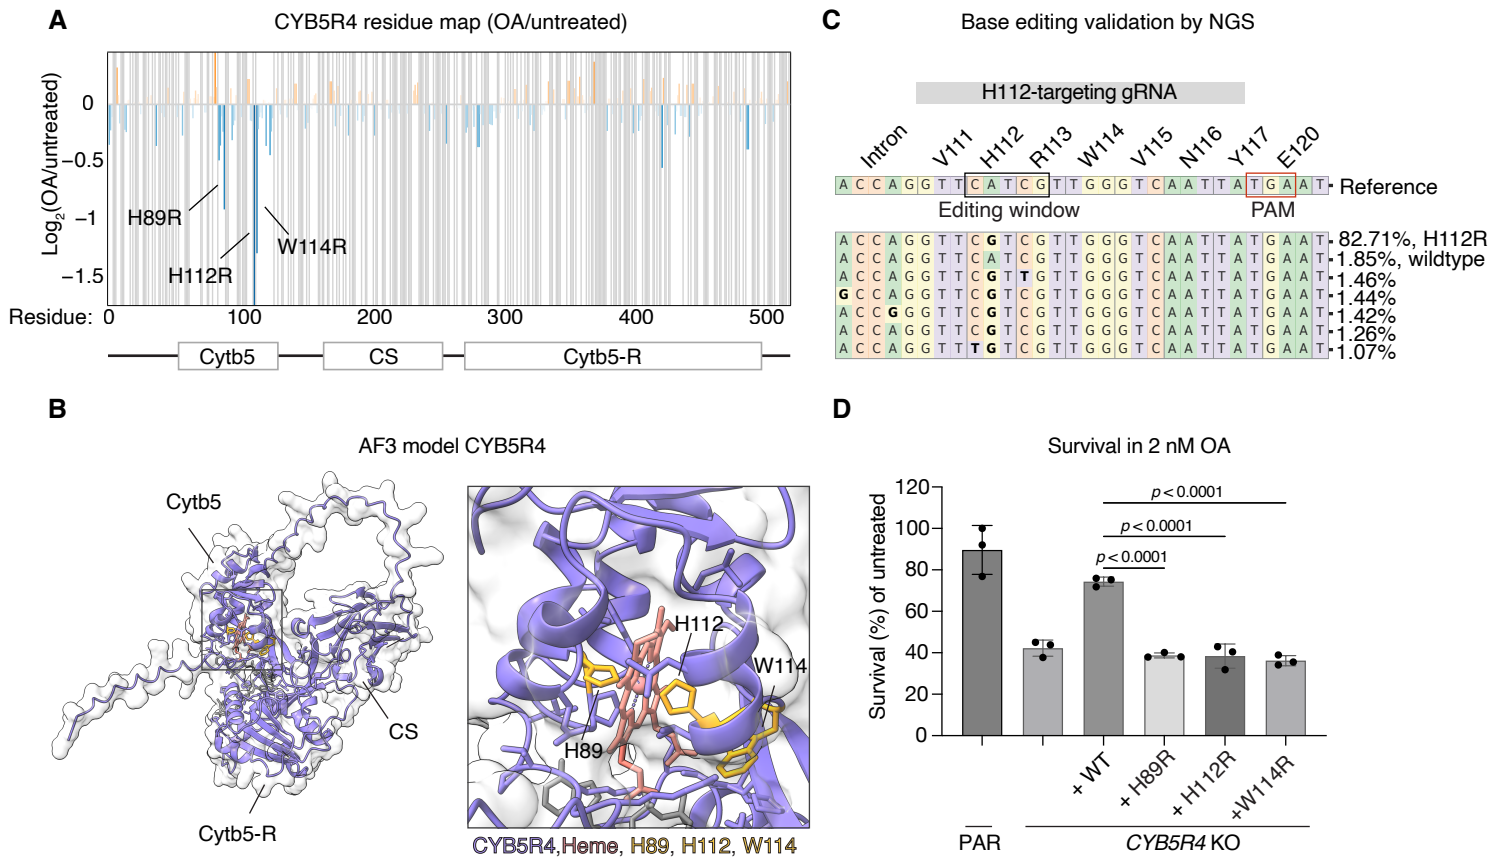 A
CYB5R4 residue map (OA/untreated)
Log2(OA/untreated)
0
−0.5
−1
−1.5
H89R
H112R
W114R
Residue: 0 100 200 300 400 500
Cytb5 CS Cytb5-R
B
AF3 model CYB5R4
Cytb5
CS
Cytb5-R
H112
W114
H89
CYB5R4, Heme, H89, H112, W114
C
Base editing validation by NGS
H112-targeting gRNA
Intron V111 H112 R113 W114 V115 N116 Y117 E120
A C C A G G T T C A T C G T T G G G T C A A T T A T G A A T Reference
Editing window PAM
A C C A G G T T C G T C G T T G G G T C A A T T A T G A A T 82.71%, H112R
A C C A G G T T C A T C G T T G G G T C A A T T A T G A A T 1.85%, wildtype
A C C A G G T T C G T T G T T G G G T C A A T T A T G A A T 1.46%
G C C A G G T T C G T C G T T G G G T C A A T T A T G A A T 1.44%
A C C G G G T T C G T C G T T G G G T C A A T T A T G A A T 1.42%
A C C A G G T T C G T C G T T G G G T C A A T T A T G A A T 1.26%
A C C A G G T T T G T C G T T G G G T C A A T T A T G A A T 1.07%
D
Survival in 2 nM OA
Survival (%) of untreated
120
100
80
60
40
20
0
p < 0.0001
p < 0.0001
p < 0.0001
+ WT
+ H89R
+ H112R
+W114R
PAR
CYB5R4 KO